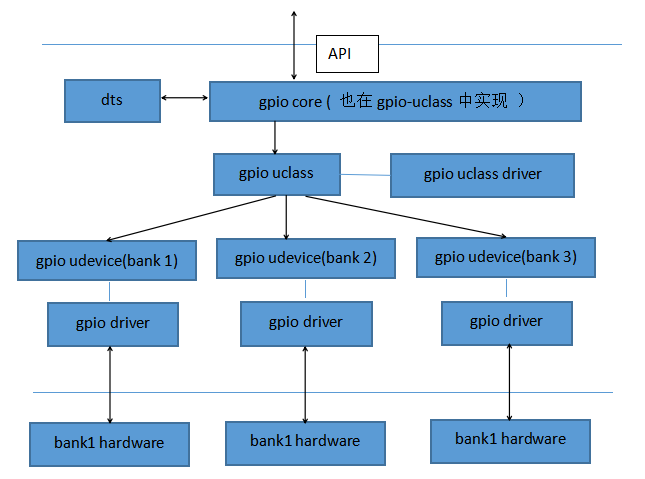 API
dts
gpio core ( 也在 gpio-uclass 中实现 )
gpio uclass
gpio uclass driver
gpio udevice(bank 1)
gpio udevice(bank 2)
gpio udevice(bank 3)
gpio driver
gpio driver
gpio driver
bank1 hardware
bank1 hardware
bank1 hardware